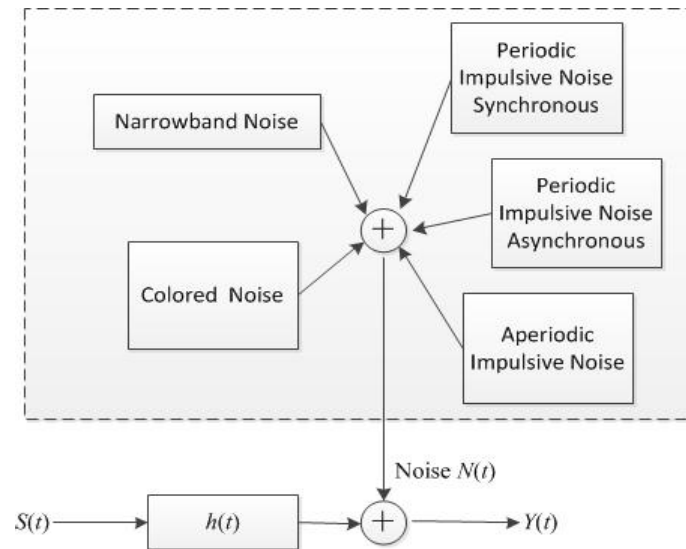 Periodic
Impulsive Noise
Synchronous
Narrowband Noise
+
Periodic
Impulsive Noise
Asynchronous
Colored Noise
Aperiodic
Impulsive Noise
Noise N(t)
S(t)
h(t)
+
Y(t)